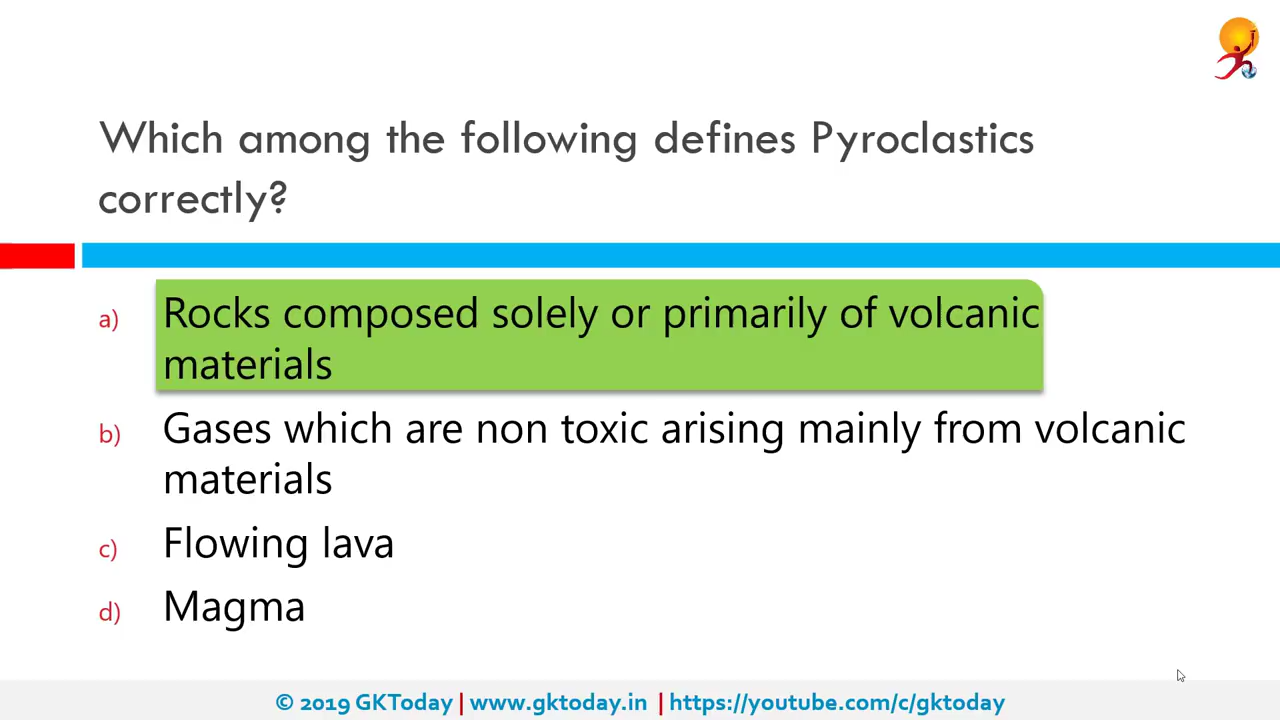 Which among the following defines Pyroclastics
correctly?
a) Rocks composed solely or primarily of volcanic
materials
b) Gases which are non toxic arising mainly from volcanic
materials
c) Flowing lava
d) Magma
© 2019 GKToday | www.gktoday.in | https://youtube.com/c/gktoday